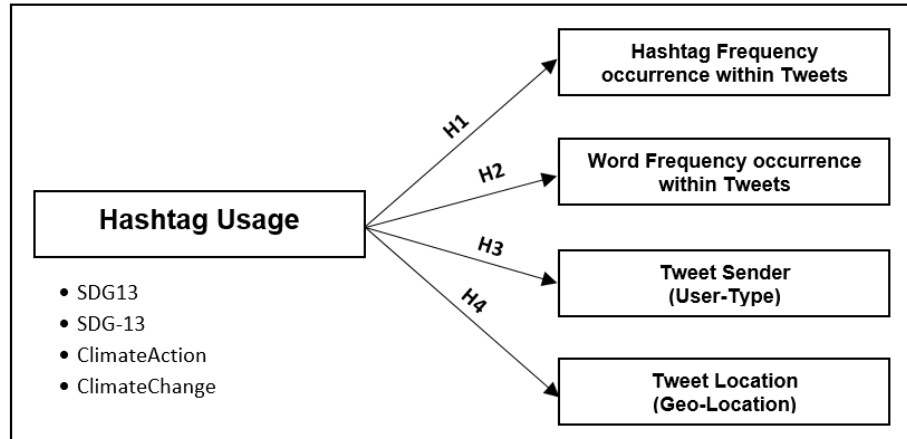 Hashtag Frequency
occurrence within Tweets
H1
Word Frequency occurrence
within Tweets
H2
Hashtag Usage
H3
Tweet Sender
(User-Type)
H4
• SDG13
• SDG-13
• ClimateAction
• ClimateChange
Tweet Location
(Geo-Location)